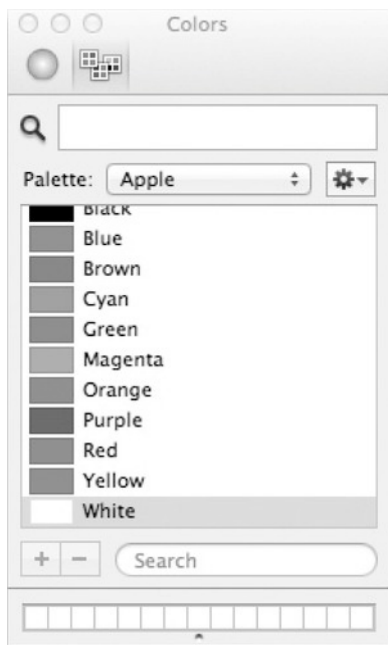 Colors
Palette: Apple
Black
Blue
Brown
Cyan
Green
Magenta
Orange
Purple
Red
Yellow
White
+ − Search